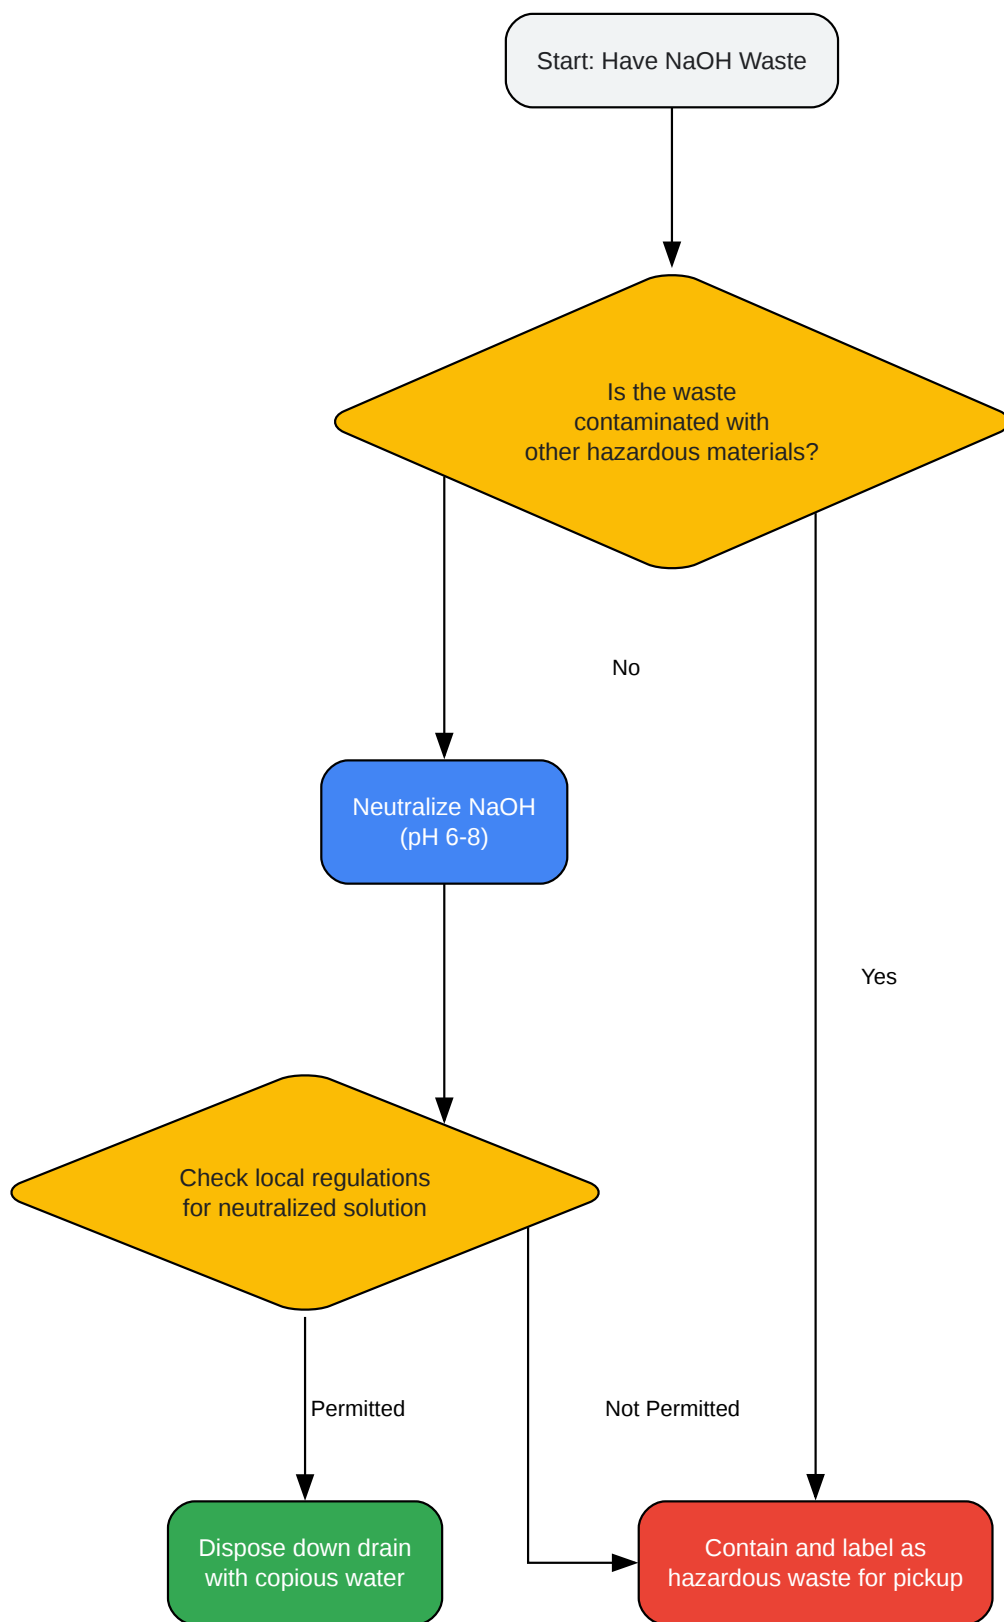 Start: Have NaOH Waste
Is the waste
contaminated with
other hazardous materials?
No
Neutralize NaOH
(pH 6-8)
Yes
Check local regulations
for neutralized solution
Permitted
Not Permitted
Dispose down drain
with copious water
Contain and label as
hazardous waste for pickup